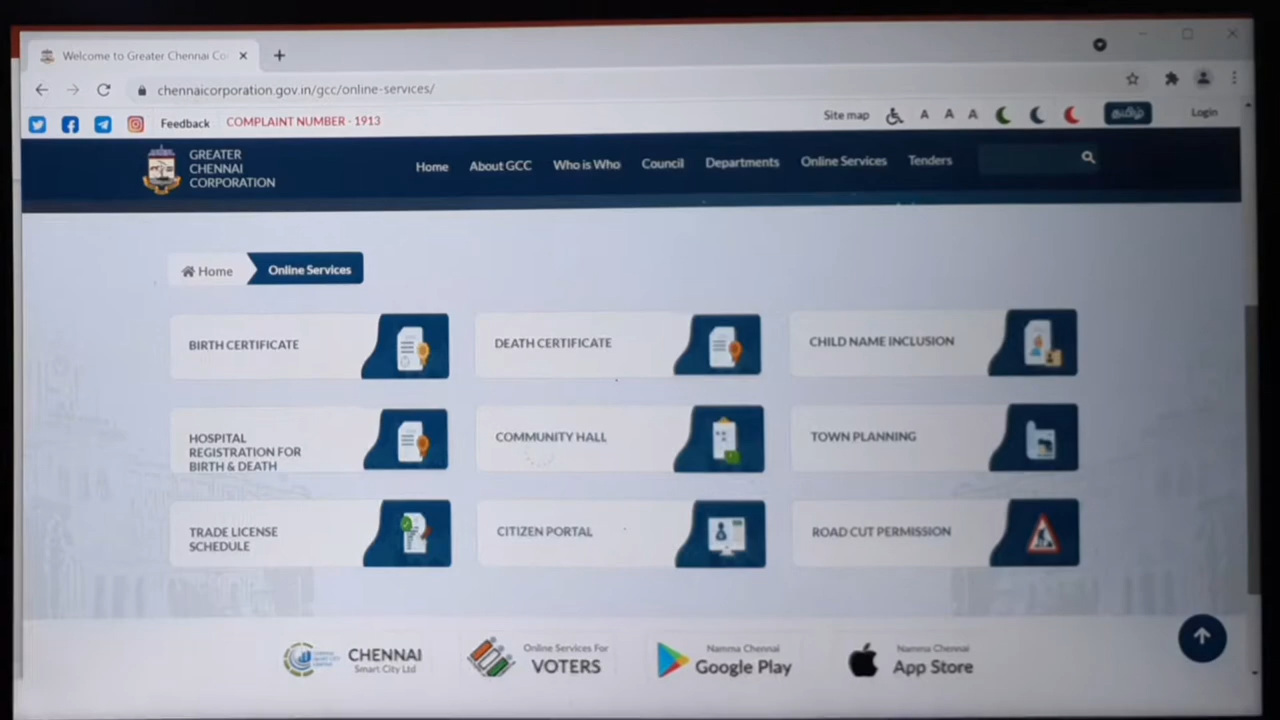 Welcome to Greater Chennai Co
chennaicorporation.gov.in/gcc/online-services/
Feedback COMPLAINT NUMBER - 1913 Site map A A A தமிழ் Login
GREATER
CHENNAI
CORPORATION
Home About GCC Who is Who Council Departments Online Services Tenders
Home Online Services
BIRTH CERTIFICATE
DEATH CERTIFICATE
CHILD NAME INCLUSION
HOSPITAL
REGISTRATION FOR
BIRTH & DEATH
COMMUNITY HALL
TOWN PLANNING
TRADE LICENSE
SCHEDULE
CITIZEN PORTAL
ROAD CUT PERMISSION
CHENNAI
Smart City Ltd
Online Services For
VOTERS
Namma Chennai
Google Play
Namma Chennai
App Store